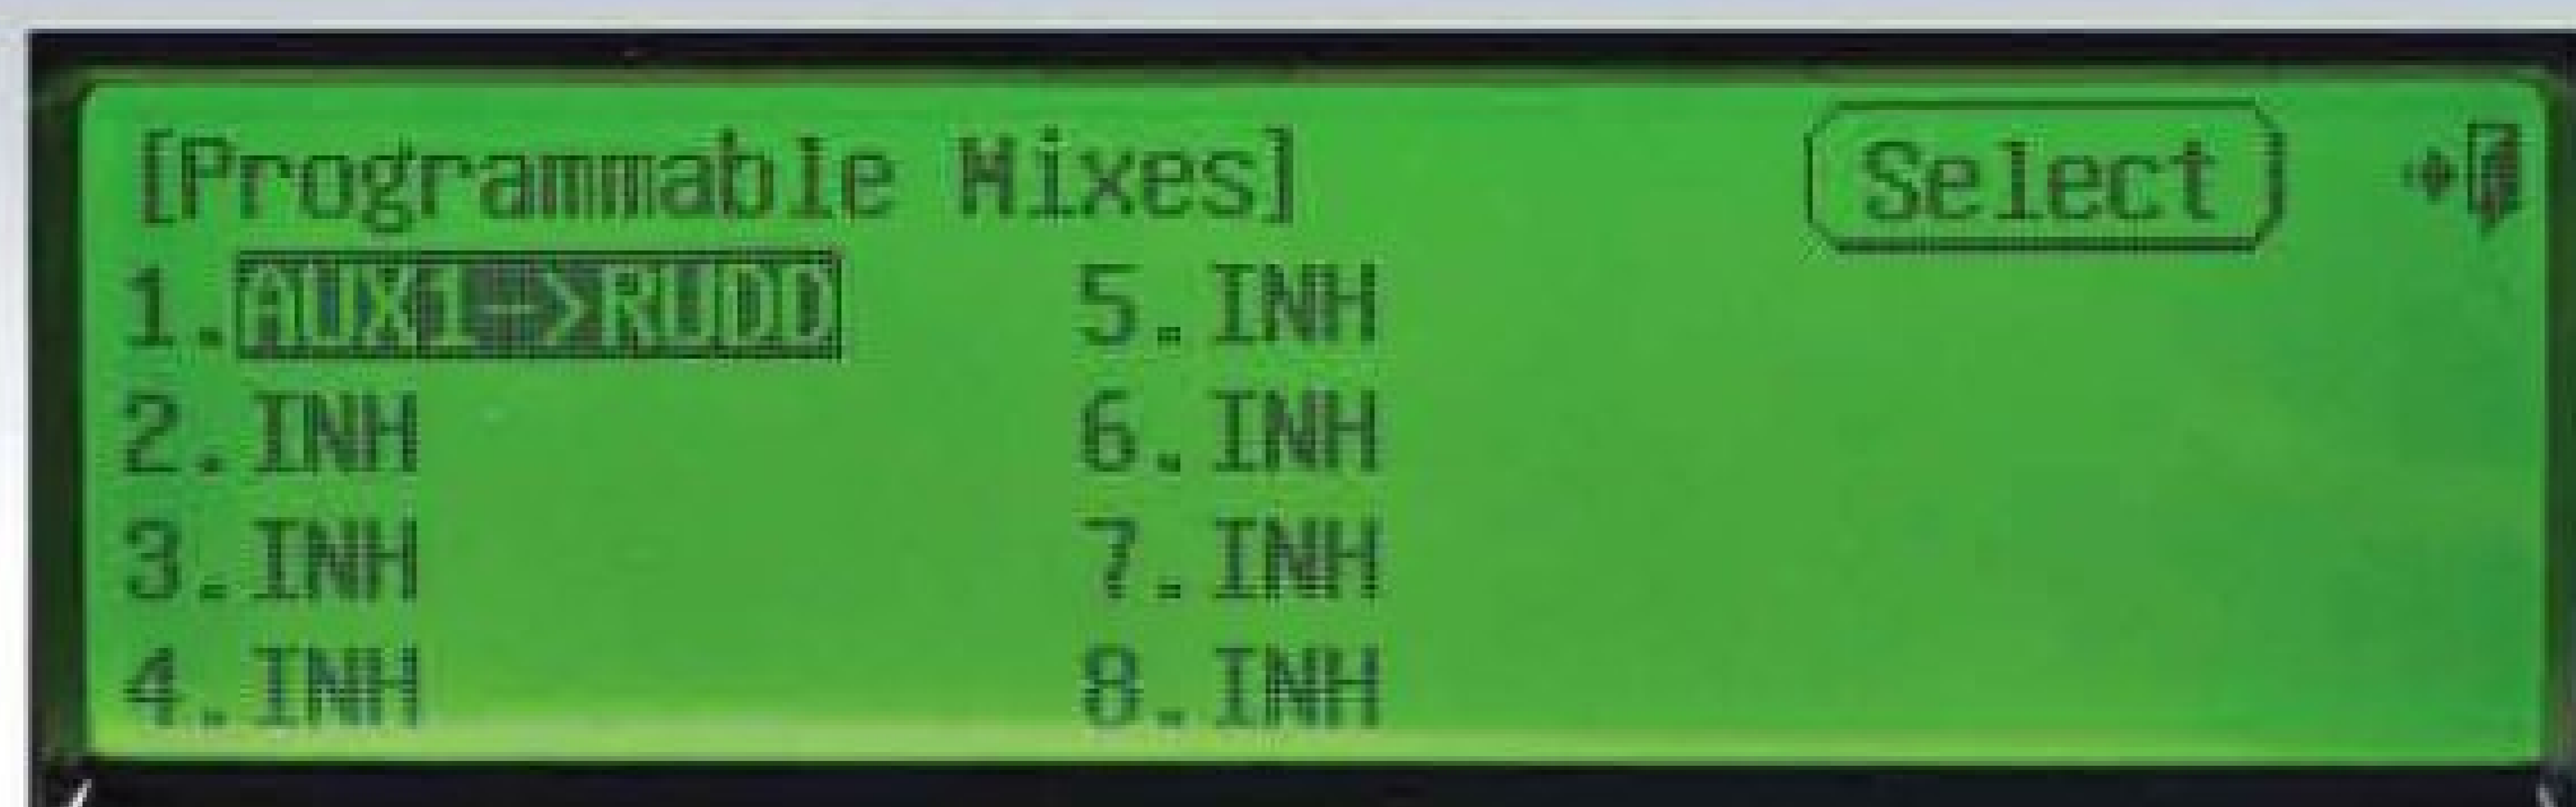 [Programmable Mixes] Select
1.AUX1->RUDD 5.INH
2.INH 6.INH
3.INH 7.INH
4.INH 8.INH